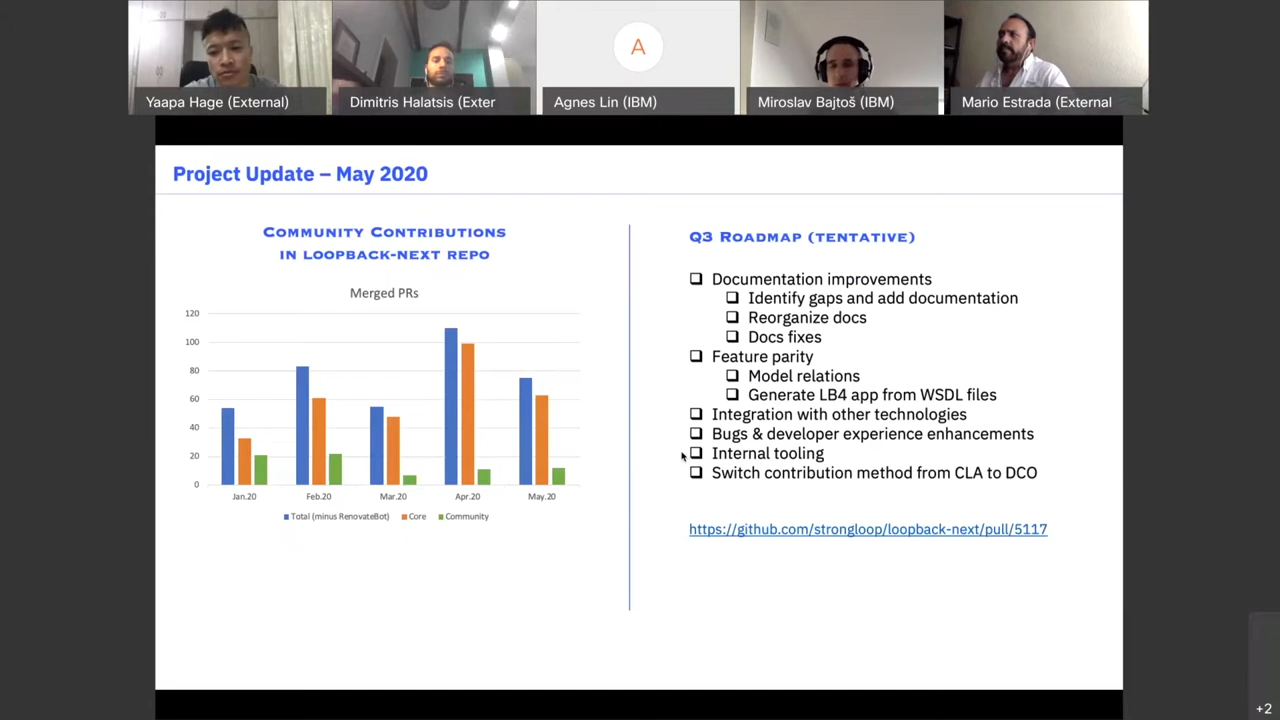 A
Yaapa Hage (External)
Dimitris Halatsis (Exter
Agnes Lin (IBM)
Miroslav Bajtoš (IBM)
Mario Estrada (External
Project Update – May 2020
COMMUNITY CONTRIBUTIONS
IN LOOPBACK-NEXT REPO
Merged PRs
120
100
80
60
40
20
0
Jan.20
Feb.20
Mar.20
Apr.20
May.20
Total (minus RenovateBot)
Core
Community
Q3 ROADMAP (TENTATIVE)
Documentation improvements
Identify gaps and add documentation
Reorganize docs
Docs fixes
Feature parity
Model relations
Generate LB4 app from WSDL files
Integration with other technologies
Bugs & developer experience enhancements
Internal tooling
Switch contribution method from CLA to DCO
https://github.com/strongloop/loopback-next/pull/5117
+2